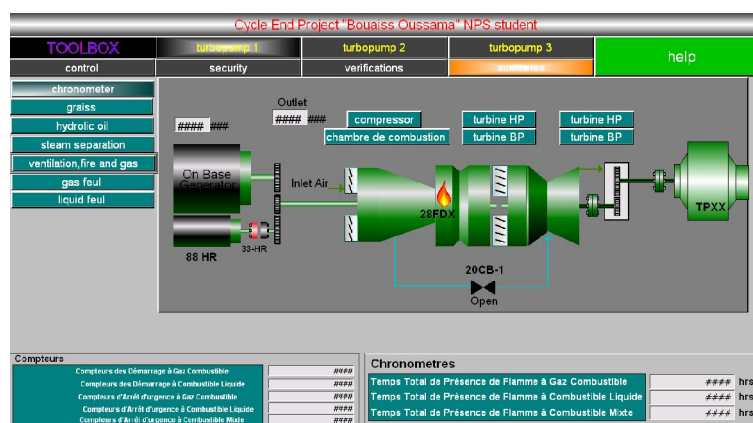 Cycle End Project "Bouaiss Oussama" NPS student
TOOLBOX turbopump 1 turbopump 2 turbopump 3 help
control security verifications auxiliaries
chronometer
graiss
hydrolic oil
steam separation
ventilation,fire and gas
gas feul
liquid feul
Outlet
#### ###
#### ###
compressor
chambre de combustion
turbine HP
turbine BP
turbine HP
turbine BP
On Base
Generator
Inlet Air
28FDX
TPXX
33-HR
88 HR
20CB-1
Open
Compteurs
Compteurs des Démarrage à Gaz Combustible ####
Compteurs des Démarrage à Combustible Liquide ####
Compteurs d'Arrêt d'urgence à Gaz Combustible ####
Compteurs d'Arrêt d'urgence à Combustible Liquide ####
Compteurs d'Arrêt d'urgence à Combustible Mixte ####
Chronometres
Temps Total de Présence de Flamme à Gaz Combustible #### hrs
Temps Total de Présence de Flamme à Combustible Liquide #### hrs
Temps Total de Présence de Flamme à Combustible Mixte #### hrs